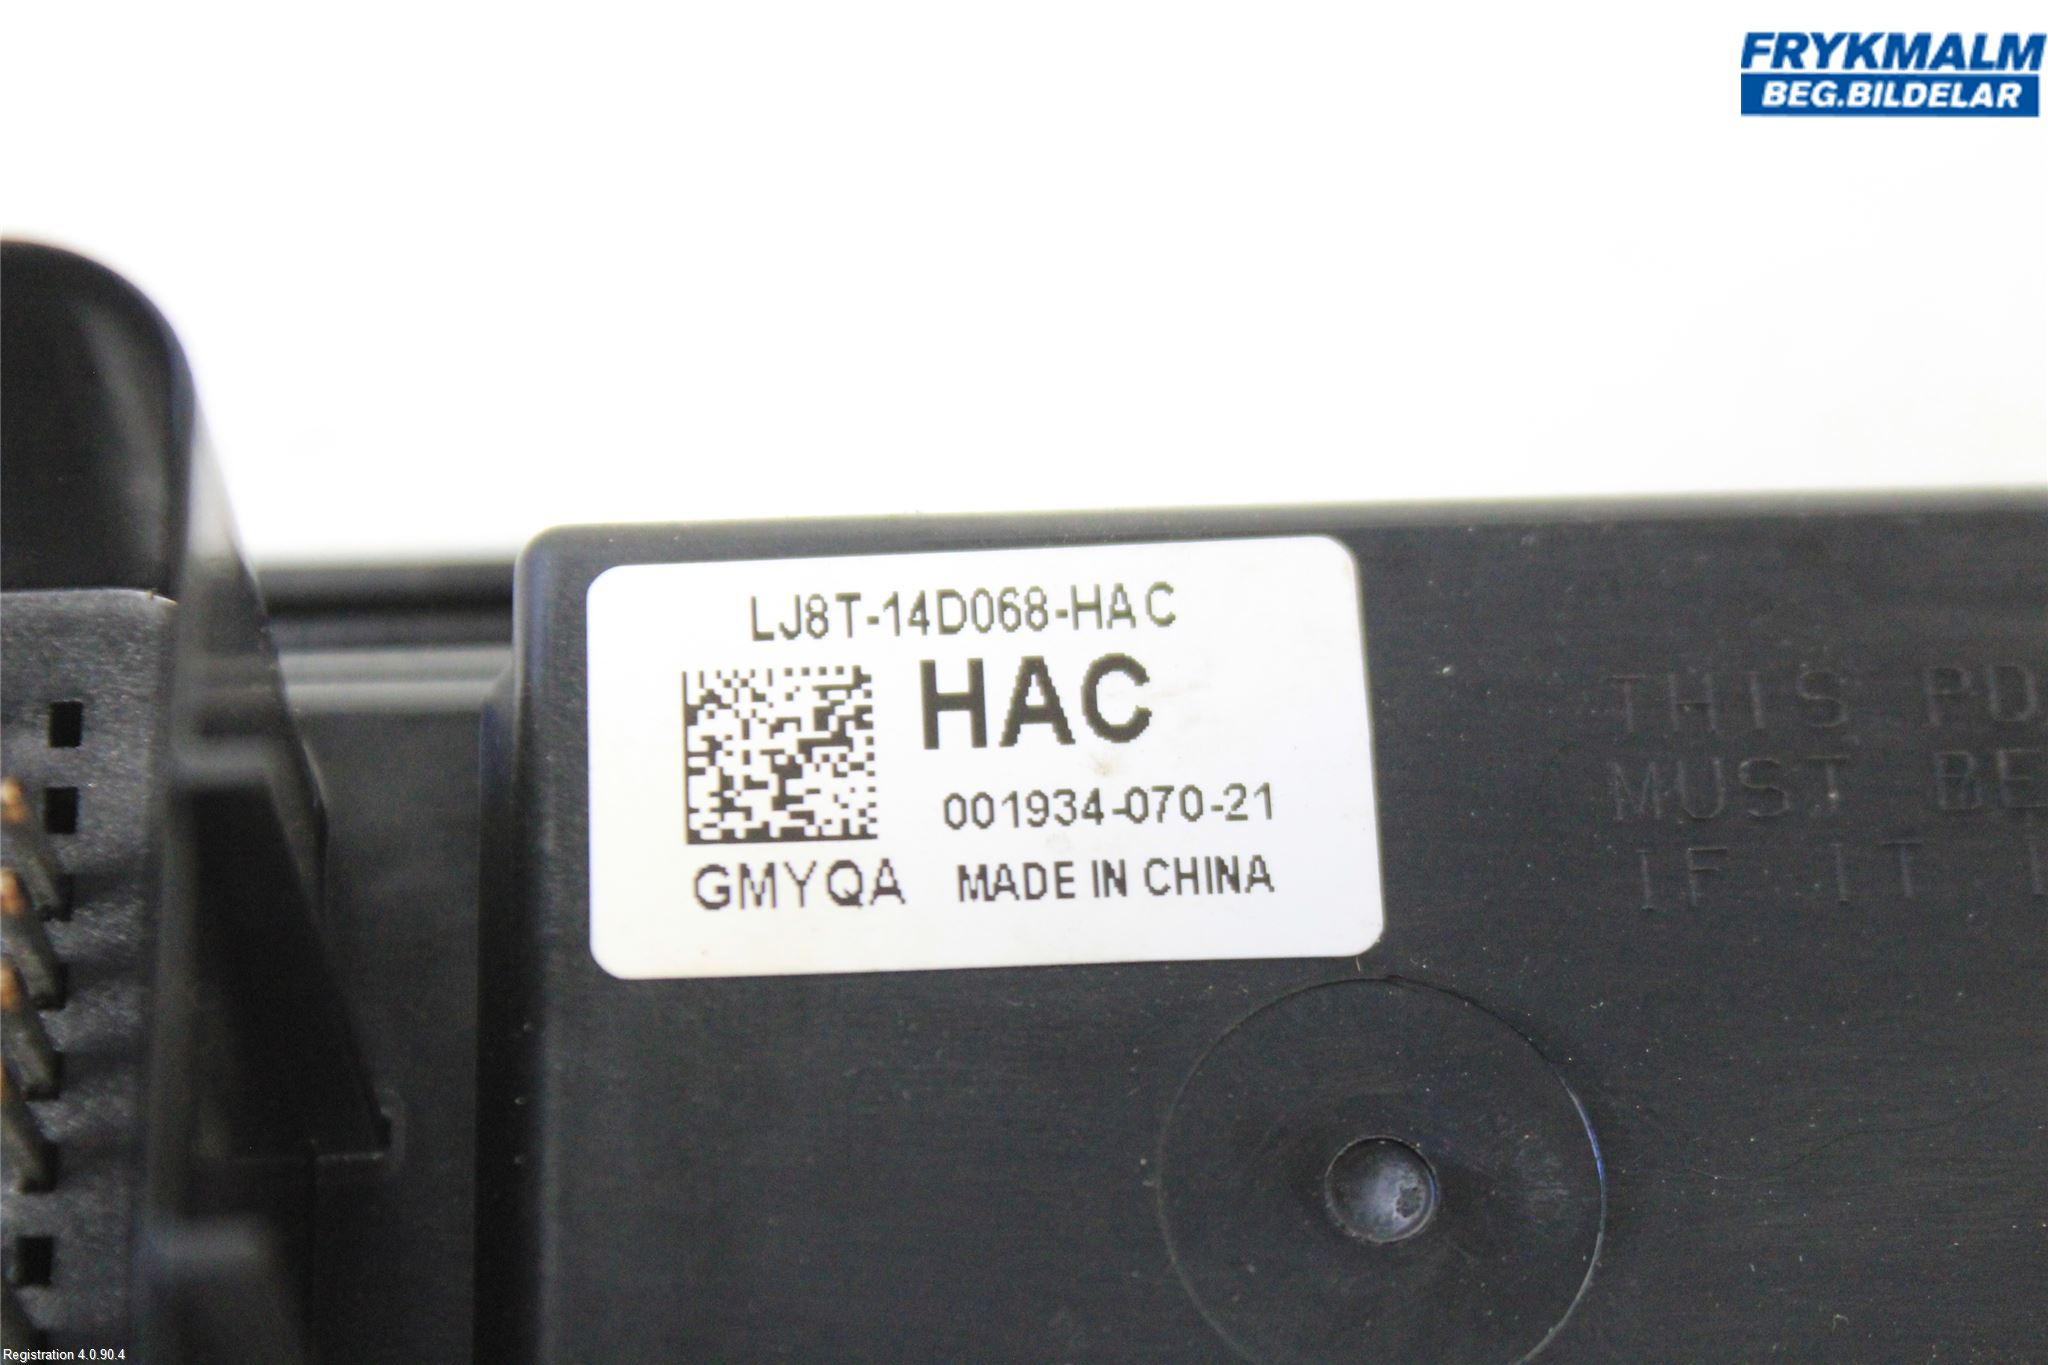 FRYKMALM
BEG.BILDELAR
LJ8T-14D068-HAC
HAC
001934-070-21
GMYQA MADE IN CHINA
THIS PD
MUST BE
IF IT
Registration 4.0.90.4